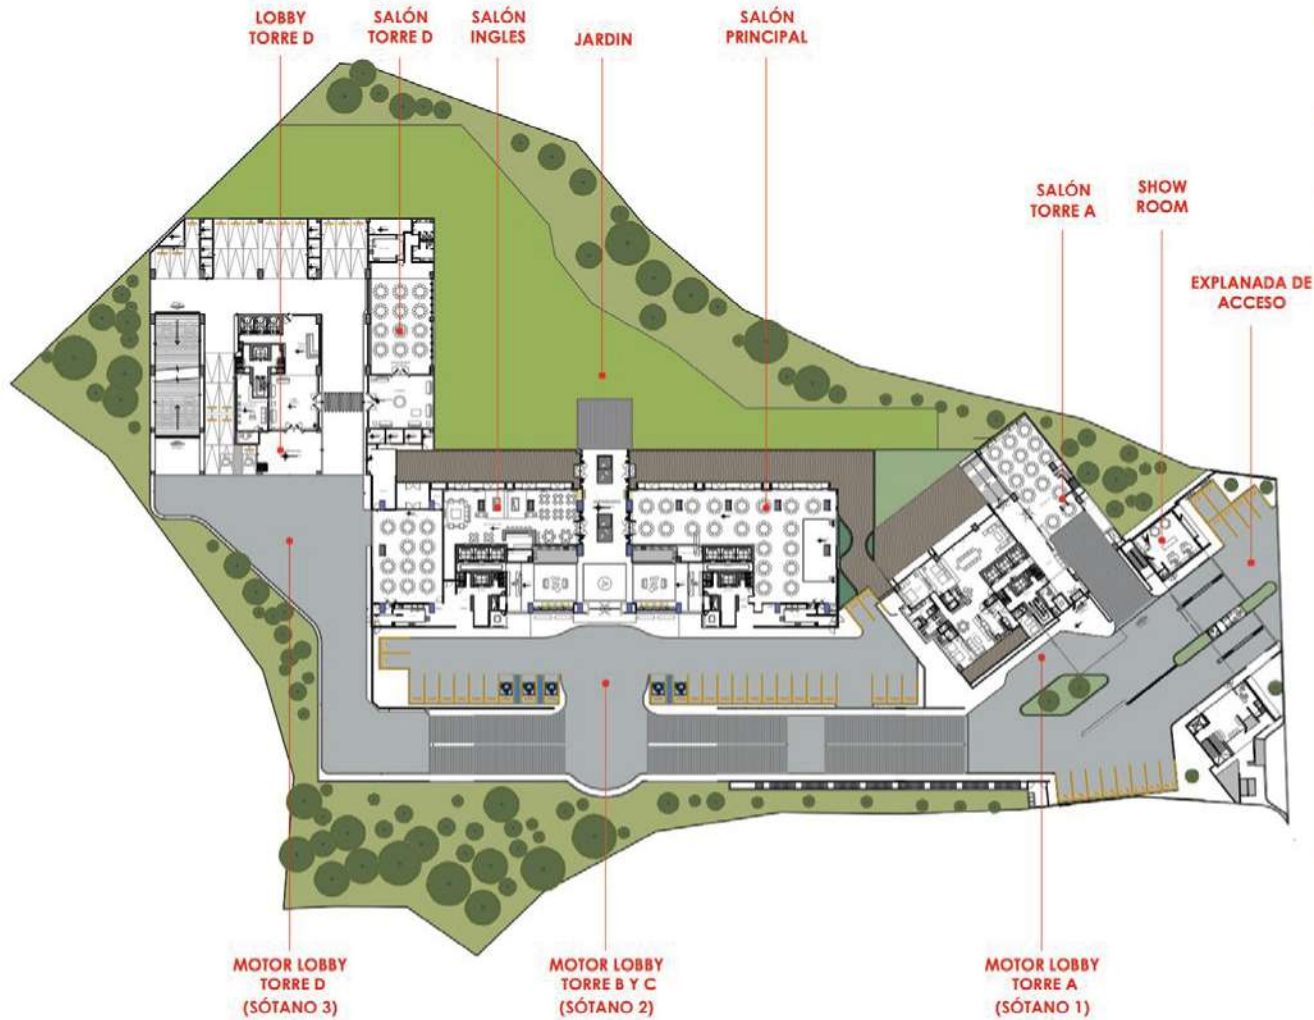 LOBBY
TORRE D
SALÓN
TORRE D
SALÓN
INGLES
JARDIN
SALÓN
PRINCIPAL
SALÓN
TORRE A
SHOW
ROOM
EXPLANADA DE
ACCESO
MOTOR LOBBY
TORRE D
(SÓTANO 3)
MOTOR LOBBY
TORRE B Y C
(SÓTANO 2)
MOTOR LOBBY
TORRE A
(SÓTANO 1)